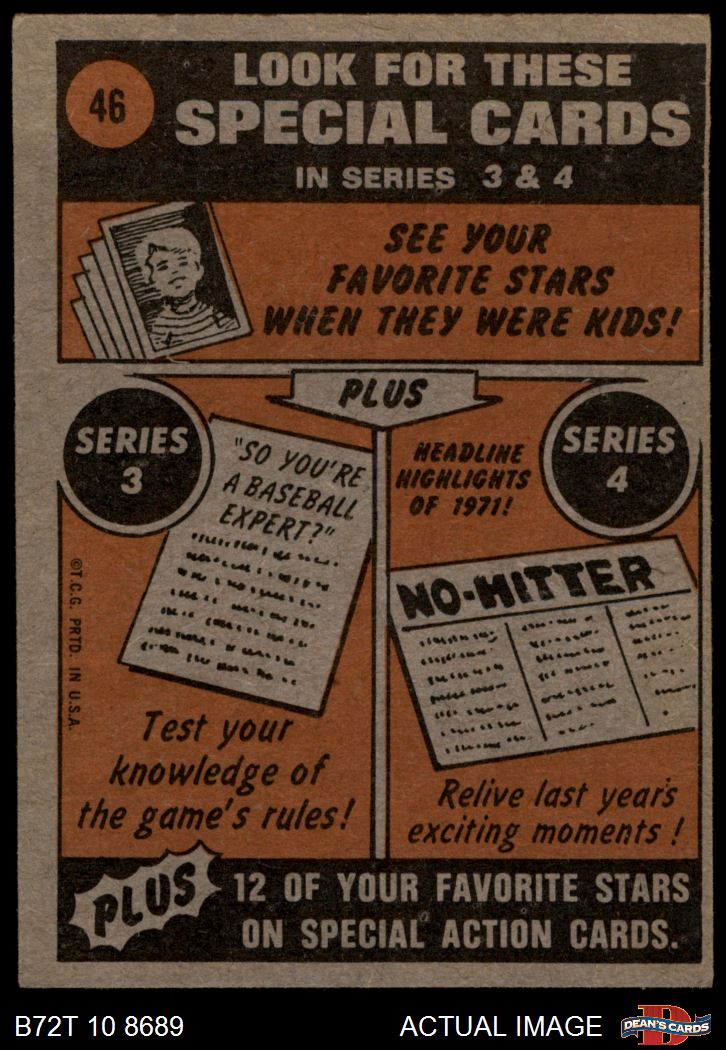 46
LOOK FOR THESE
SPECIAL CARDS
IN SERIES 3 & 4
SEE YOUR
FAVORITE STARS
WHEN THEY WERE KIDS!
PLUS
SERIES
3
"SO YOU'RE
A BASEBALL
EXPERT?"
Test your
knowledge of
the game's rules!
HEADLINE
HIGHLIGHTS
OF 1971!
SERIES
4
NO-HITTER
Relive last year's
exciting moments!
©T.C.G. PRTD. IN U.S.A.
PLUS
12 OF YOUR FAVORITE STARS
ON SPECIAL ACTION CARDS.
B72T 10 8689
ACTUAL IMAGE
D
DEAN'S CARDS